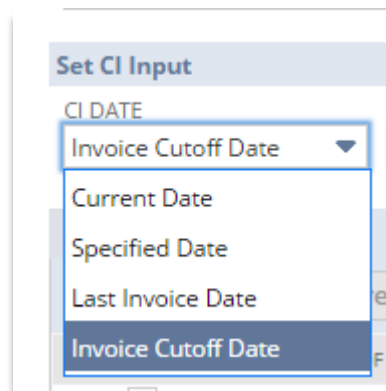 Set CI Input
CI DATE
Invoice Cutoff Date
Current Date
Specified Date
Last Invoice Date
Invoice Cutoff Date